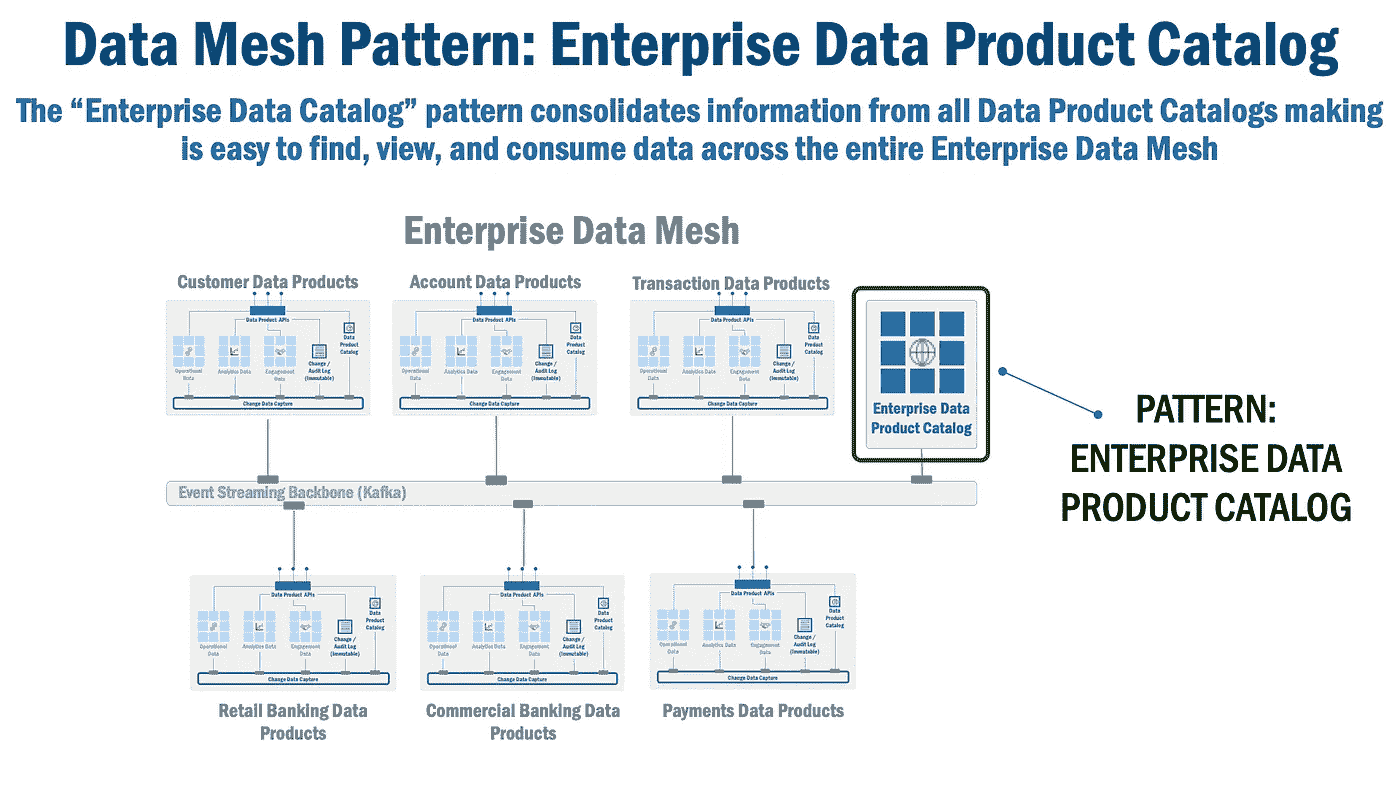 Data Mesh Pattern: Enterprise Data Product Catalog
The “Enterprise Data Catalog” pattern consolidates information from all Data Product Catalogs making
is easy to find, view, and consume data across the entire Enterprise Data Mesh
Enterprise Data Mesh
Customer Data Products
Data Product APIs
Operational
Data
Analytics Data
Engagement
Data
Change /
Audit Log
(Immutable)
Data
Product
Catalog
Change Data Capture
Account Data Products
Data Product APIs
Operational
Data
Analytics Data
Engagement
Data
Change /
Audit Log
(Immutable)
Data
Product
Catalog
Change Data Capture
Transaction Data Products
Data Product APIs
Operational
Data
Analytics Data
Engagement
Data
Change /
Audit Log
(Immutable)
Data
Product
Catalog
Change Data Capture
Enterprise Data
Product Catalog
PATTERN:
ENTERPRISE DATA
PRODUCT CATALOG
Event Streaming Backbone (Kafka)
Data Product APIs
Operational
Data
Analytics Data
Engagement
Data
Change /
Audit Log
(Immutable)
Data
Product
Catalog
Change Data Capture
Retail Banking Data
Products
Data Product APIs
Operational
Data
Analytics Data
Engagement
Data
Change /
Audit Log
(Immutable)
Data
Product
Catalog
Change Data Capture
Commercial Banking Data
Products
Data Product APIs
Operational
Data
Analytics Data
Engagement
Data
Change /
Audit Log
(Immutable)
Data
Product
Catalog
Change Data Capture
Payments Data Products